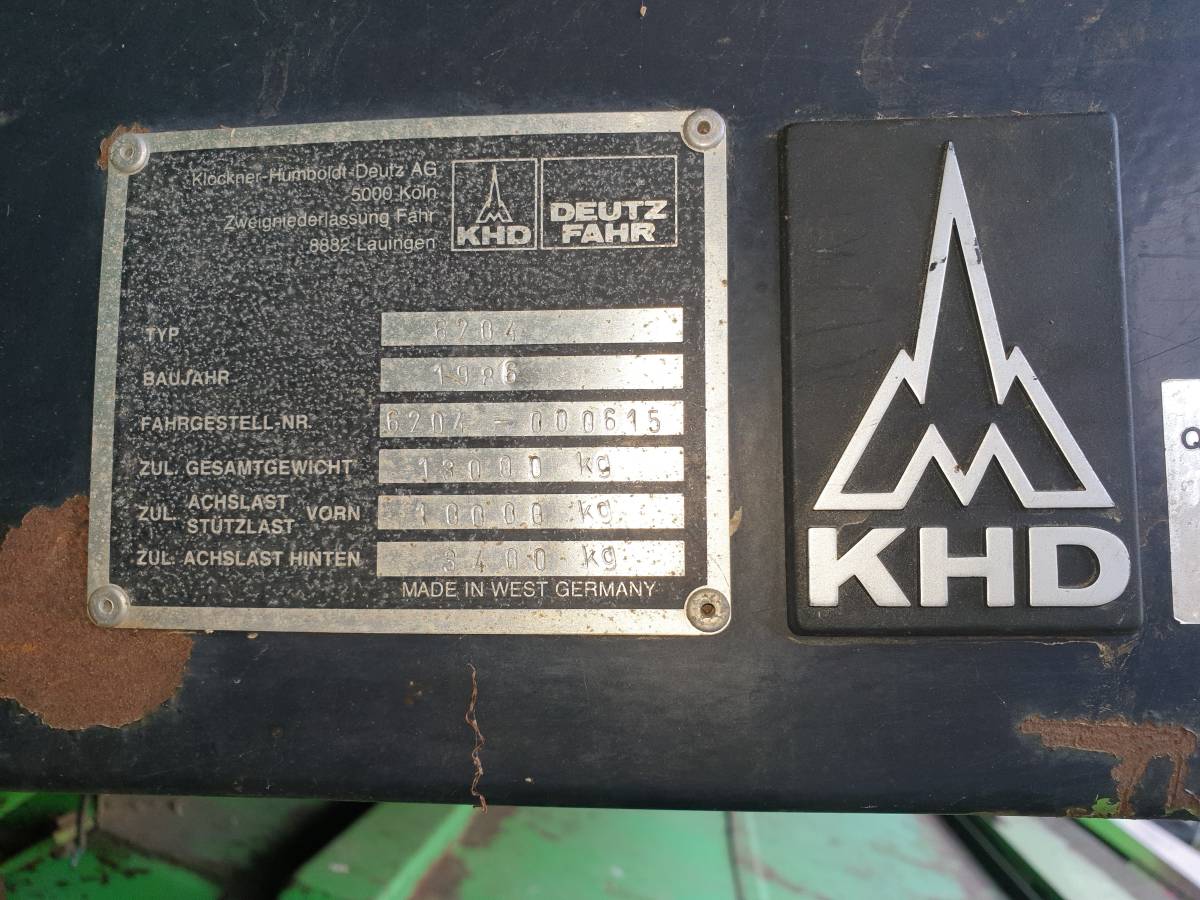 Klöckner-Humboldt-Deutz AG
5000 Köln
Zweigniederlassung Fahr
8882 Lauingen
KHD
DEUTZ
FAHR
TYP 6204
BAUJAHR 1986
FAHRGESTELL-NR. 6204-000615
ZUL. GESAMTGEWICHT 13000 kg
ZUL. ACHSLAST STÜTZLAST VORN 10000 kg
ZUL. ACHSLAST HINTEN 3400 kg
MADE IN WEST GERMANY
KHD
Q